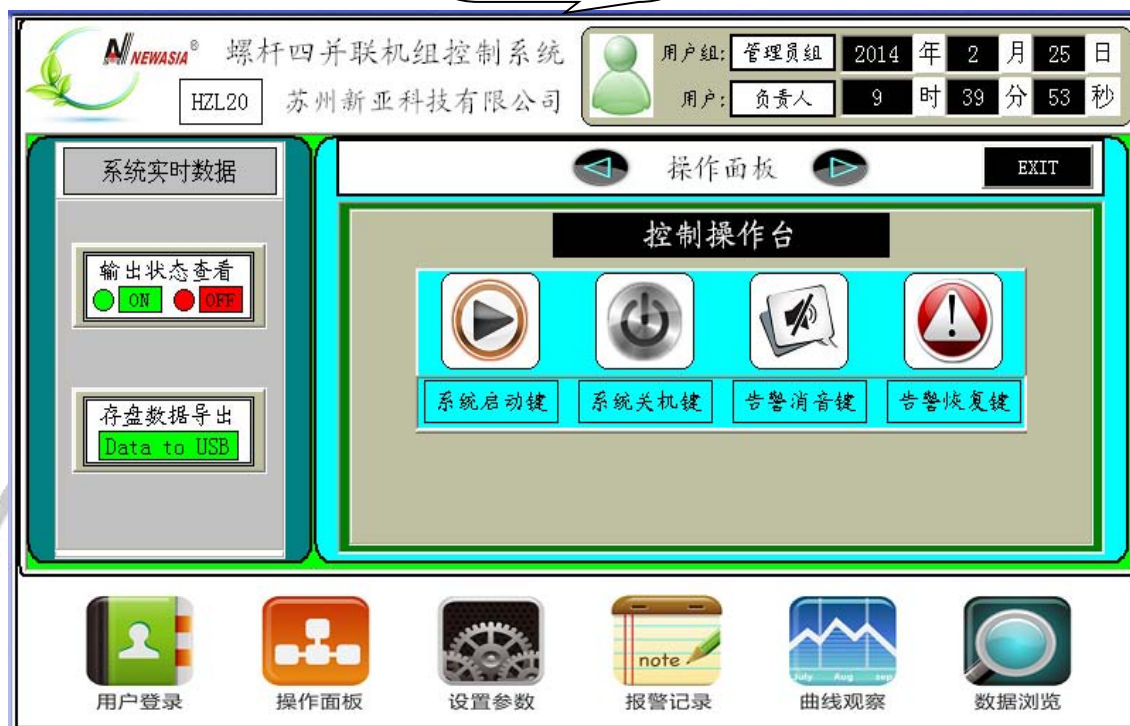 NEWASIA®
螺杆四并联机组控制系统
HZL20
苏州新亚科技有限公司
用户组: 管理员组 2014 年 2 月 25 日
用户: 负责人 9 时 39 分 53 秒
系统实时数据
操作面板
EXIT
输出状态查看
ON OFF
存盘数据导出
Data to USB
控制操作台
系统启动键 系统关机键 告警消音键 告警恢复键
note
July Aug sep
用户登录 操作面板 设置参数 报警记录 曲线观察 数据浏览